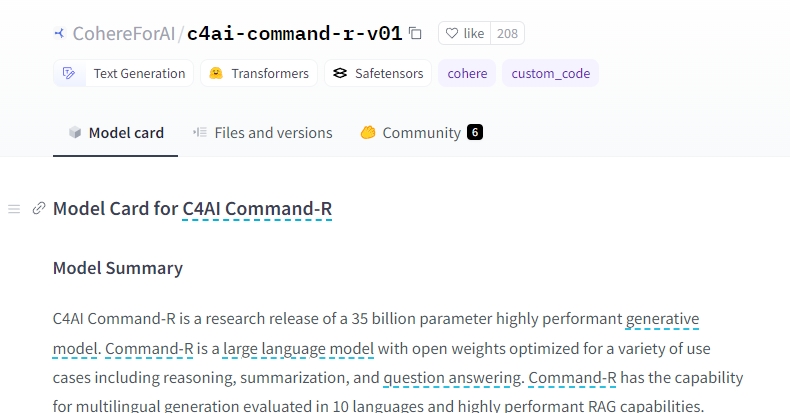 CohereForAI/c4ai-command-r-v01 like 208
Text Generation Transformers Safetensors cohere custom_code
Model card Files and versions Community 6
Model Card for C4AI Command-R
Model Summary
C4AI Command-R is a research release of a 35 billion parameter highly performant generative
model. Command-R is a large language model with open weights optimized for a variety of use
cases including reasoning, summarization, and question answering. Command-R has the capability
for multilingual generation evaluated in 10 languages and highly performant RAG capabilities.